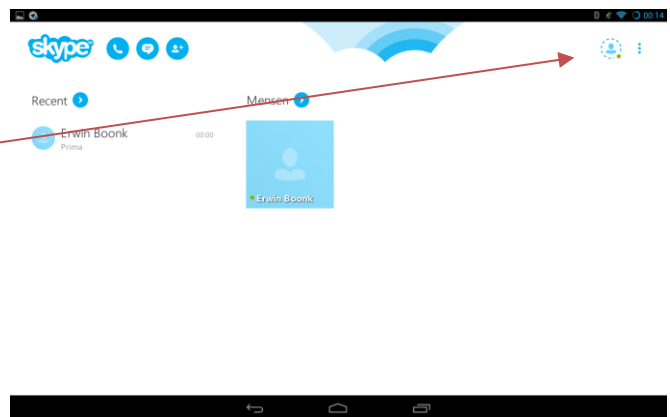 00:14
skype
Recent
Mensen
Erwin Boonk
00:00
Prima
Erwin Boonk